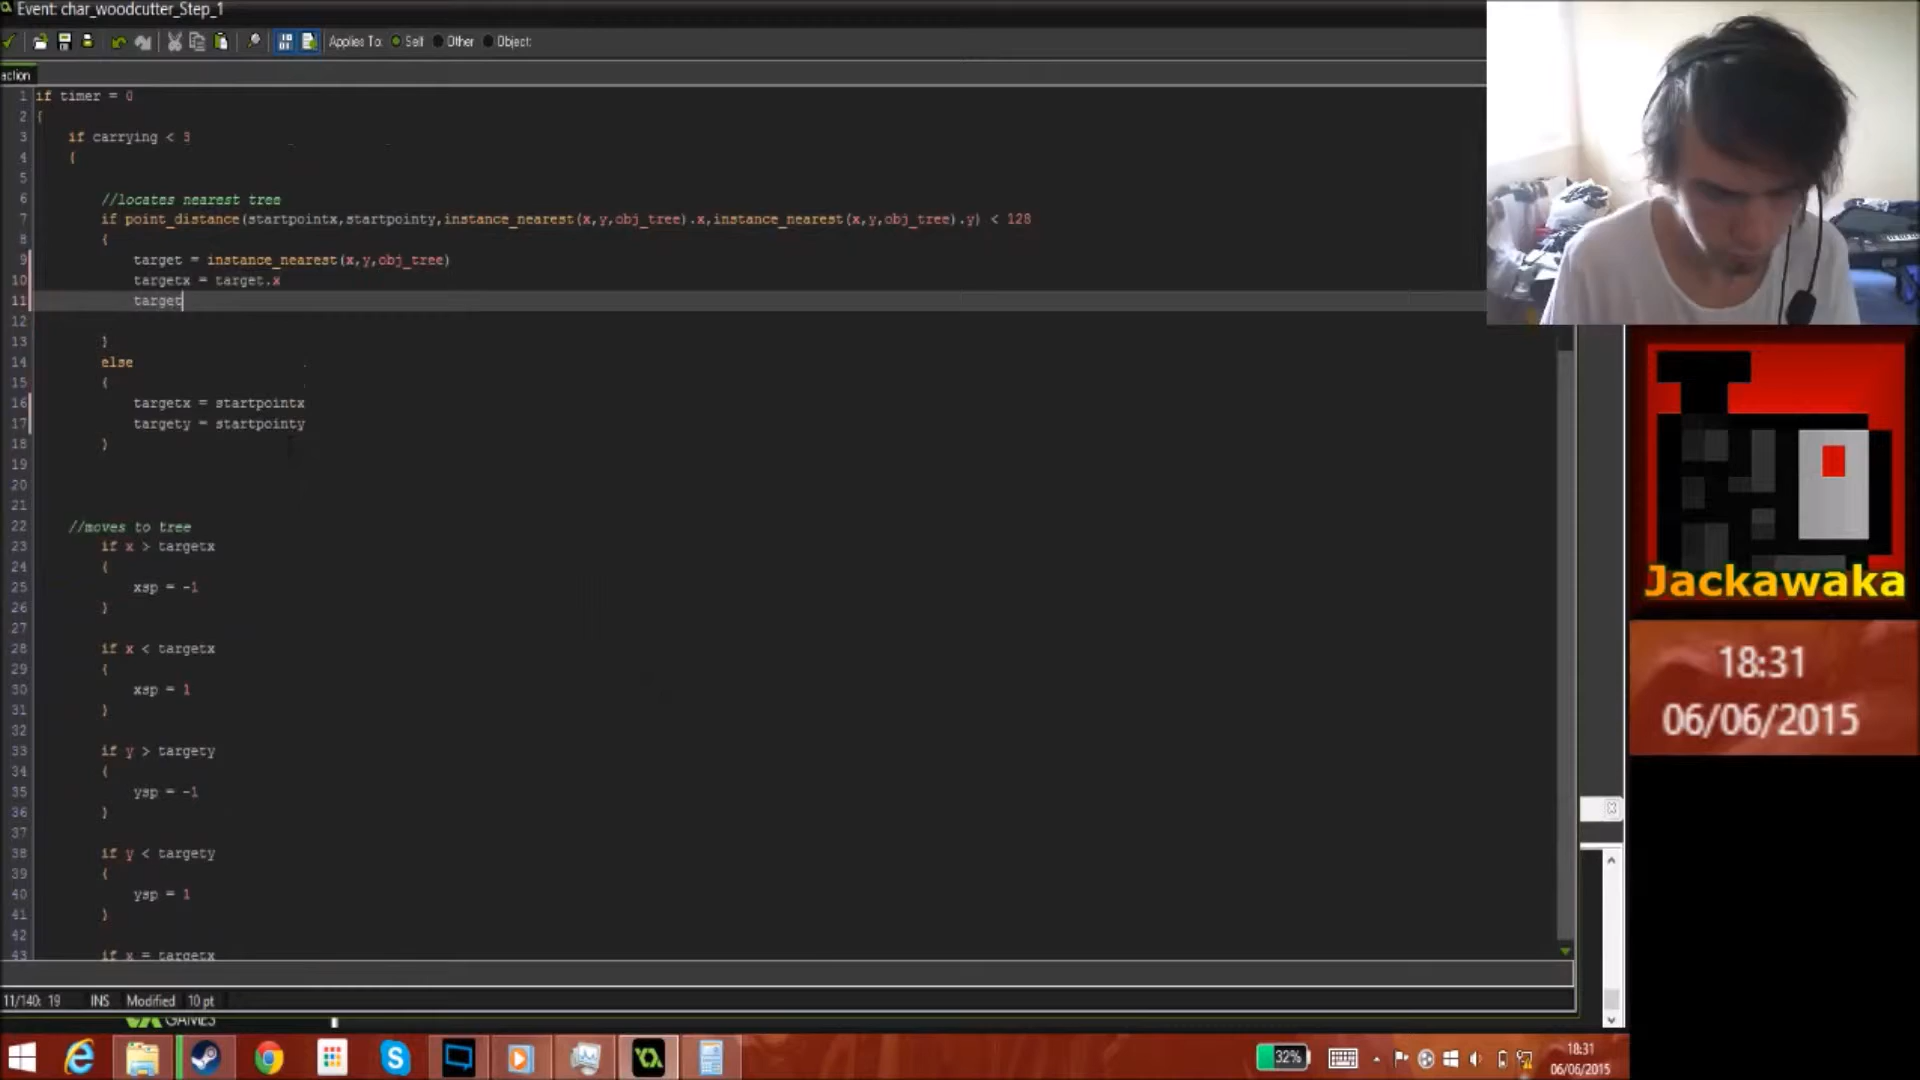 Event: char_woodcutter_Step_1
Applies To: Self Other Object:
action
1 if timer = 0
2 {
3 if carrying < 3
4 {
5
6 //locates nearest tree
7 if point_distance(startpointx,startpointy,instance_nearest(x,y,obj_tree).x,instance_nearest(x,y,obj_tree).y) < 128
8 {
9 target = instance_nearest(x,y,obj_tree)
10 targetx = target.x
11 target
12
13 }
14 else
15 {
16 targetx = startpointx
17 targety = startpointy
18 }
19
20
21
22 //moves to tree
23 if x > targetx
24 {
25 xsp = -1
26 }
27
28 if x < targetx
29 {
30 xsp = 1
31 }
32
33 if y > targety
34 {
35 ysp = -1
36 }
37
38 if y < targety
39 {
40 ysp = 1
41 }
42
43 if x = targetx
11/140: 19 INS Modified 10 pt
GAMES
Jackawaka
18:31
06/06/2015
32%
18:31
06/06/2015